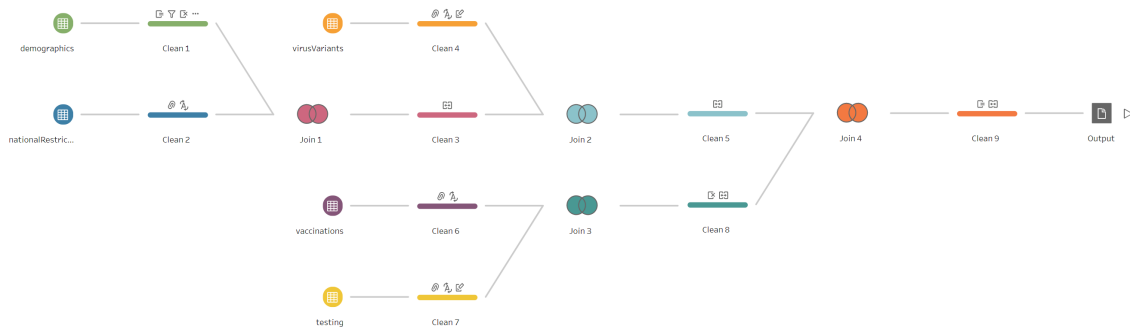 demographics
Clean 1
virusVariants
Clean 4
nationalRestric...
Clean 2
Join 1
Clean 3
Join 2
Clean 5
Join 4
Clean 9
Output
vaccinations
Clean 6
Join 3
Clean 8
testing
Clean 7